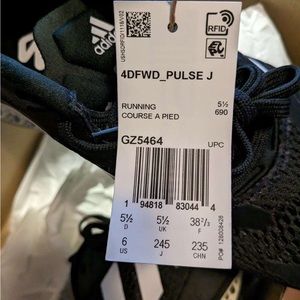 adidas
RFID
4DFWD_PULSE J
RUNNING 5½
COURSE A PIED 690
GZ5464 UPC
1 94818 83044 4
5½ 5½ 38⅔
D UK F
6 245 235
US J CHN